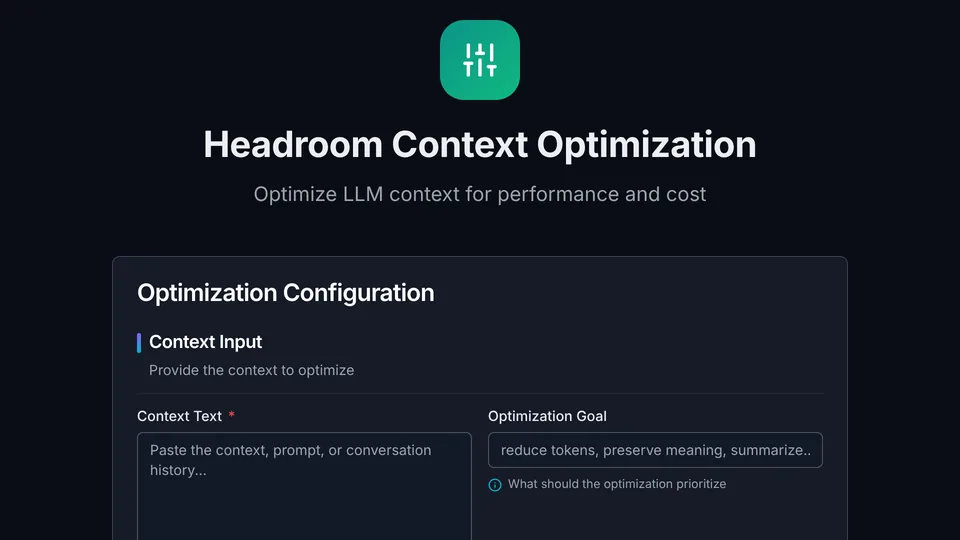 Headroom Context Optimization
Optimize LLM context for performance and cost
Optimization Configuration
Context Input
Provide the context to optimize
Context Text *
Paste the context, prompt, or conversation
history...
Optimization Goal
reduce tokens, preserve meaning, summarize..
What should the optimization prioritize